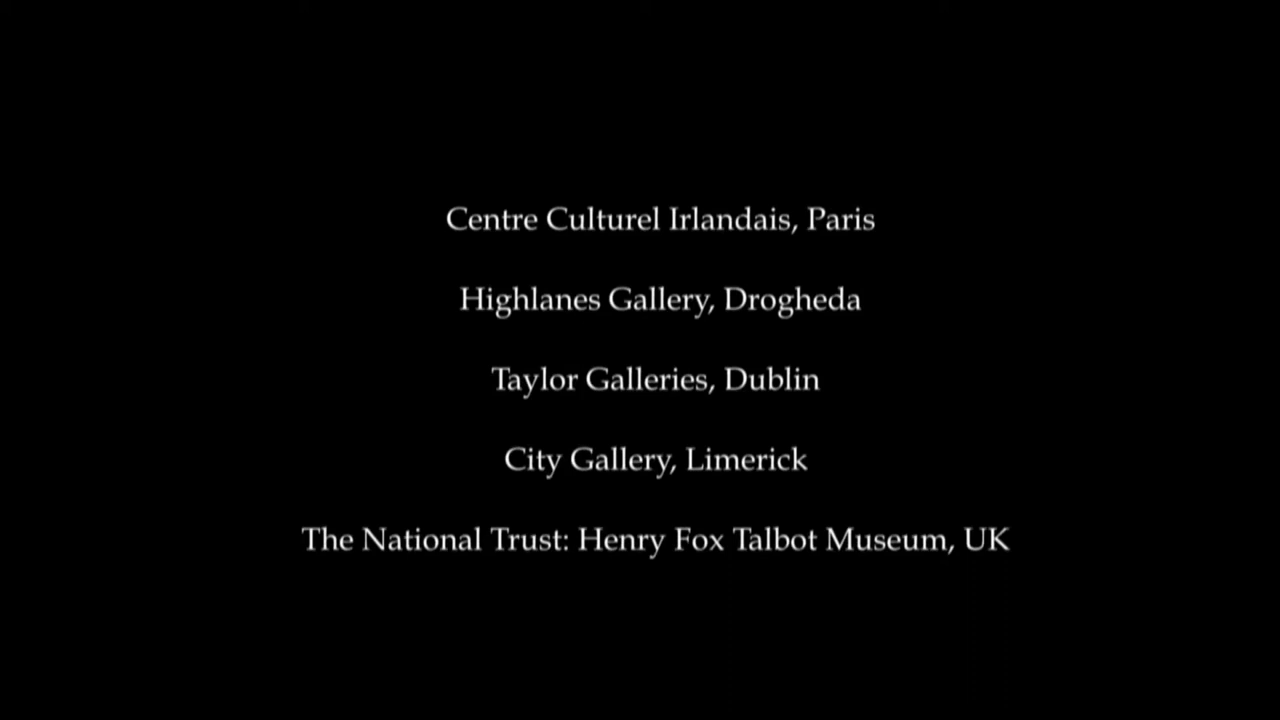 Centre Culturel Irlandais, Paris
Highlanes Gallery, Drogheda
Taylor Galleries, Dublin
City Gallery, Limerick
The National Trust: Henry Fox Talbot Museum, UK